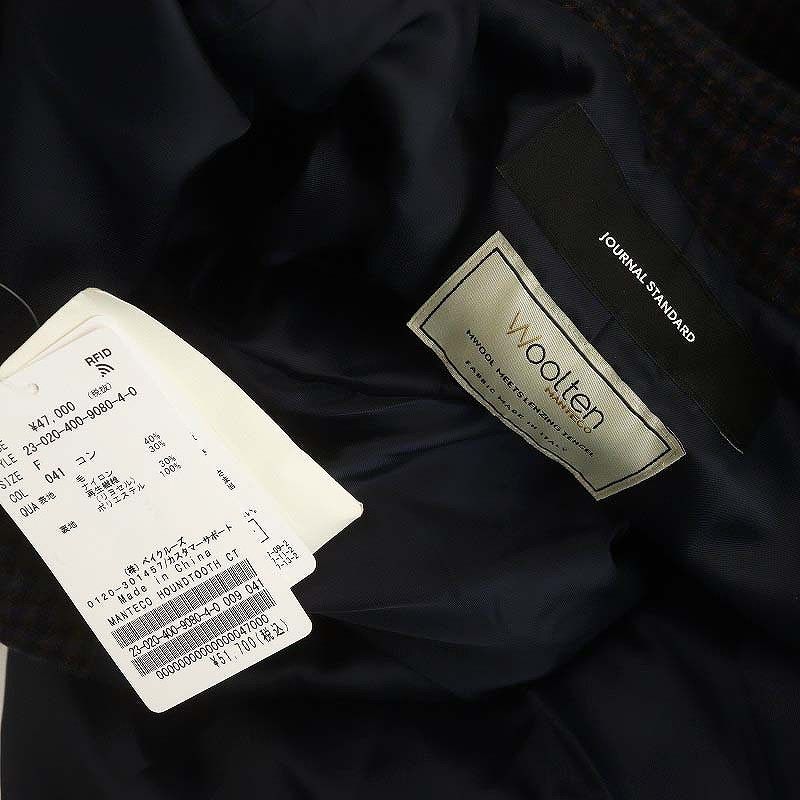 JOURNAL STANDARD
Woolten
MANTECO
MWOOL MEETS LENZING TENCEL
FABRIC MADE IN ITALY
RFID
¥47,000 (税抜)
23-020-400-9080-4-0
SIZE F
COL 041 コン
QUA 表地 毛 40%
ナイロン 30%
再生繊維
(リヨセル) 30%
裏地 ポリエステル 100%
(株) ベイクルーズ
0120-301457/カスタマーサポート
Made in China
MANTECO HOUNDTOOTH CT
23-020-400-9080-4-0 009 041
¥51,700(税込)